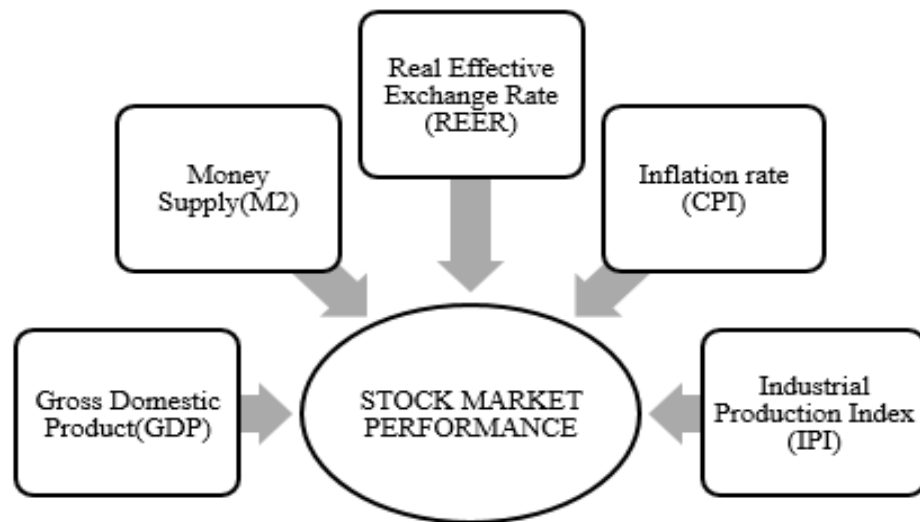 Real Effective
Exchange Rate
(REER)
Money
Supply(M2)
Inflation rate
(CPI)
Gross Domestic
Product(GDP)
STOCK MARKET
PERFORMANCE
Industrial
Production Index
(IPI)